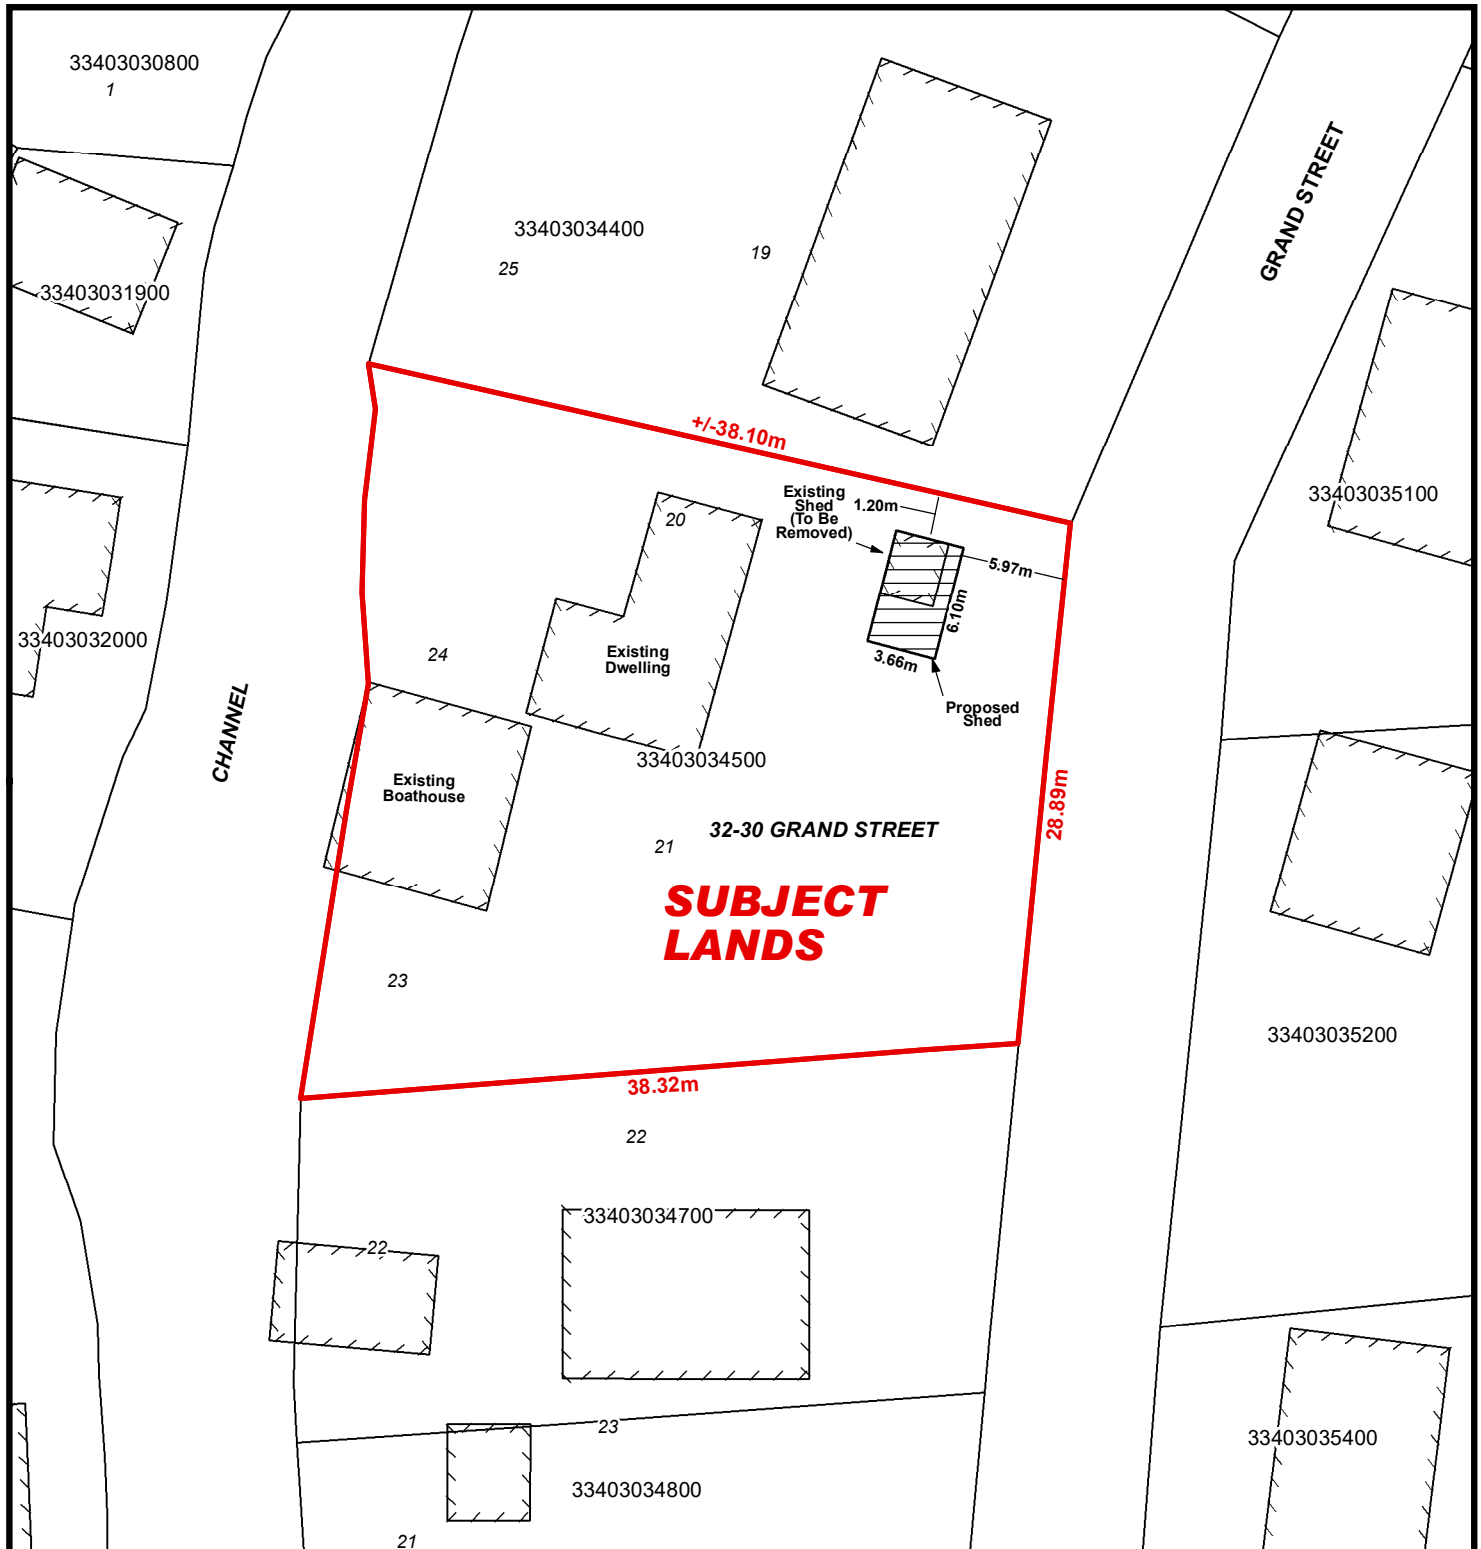 33403030800
1
GRAND STREET
33403034400
19
25
33403031900
+/-38.10m
Existing
Shed
(To Be
Removed)
1.20m
33403035100
20
5.97m
6.10m
33403032000
24
Existing
Dwelling
3.66m
Proposed
Shed
CHANNEL
33403034500
Existing
Boathouse
28.89m
32-30 GRAND STREET
21
SUBJECT
LANDS
23
33403035200
38.32m
22
33403034700
22
23
33403035400
33403034800
21